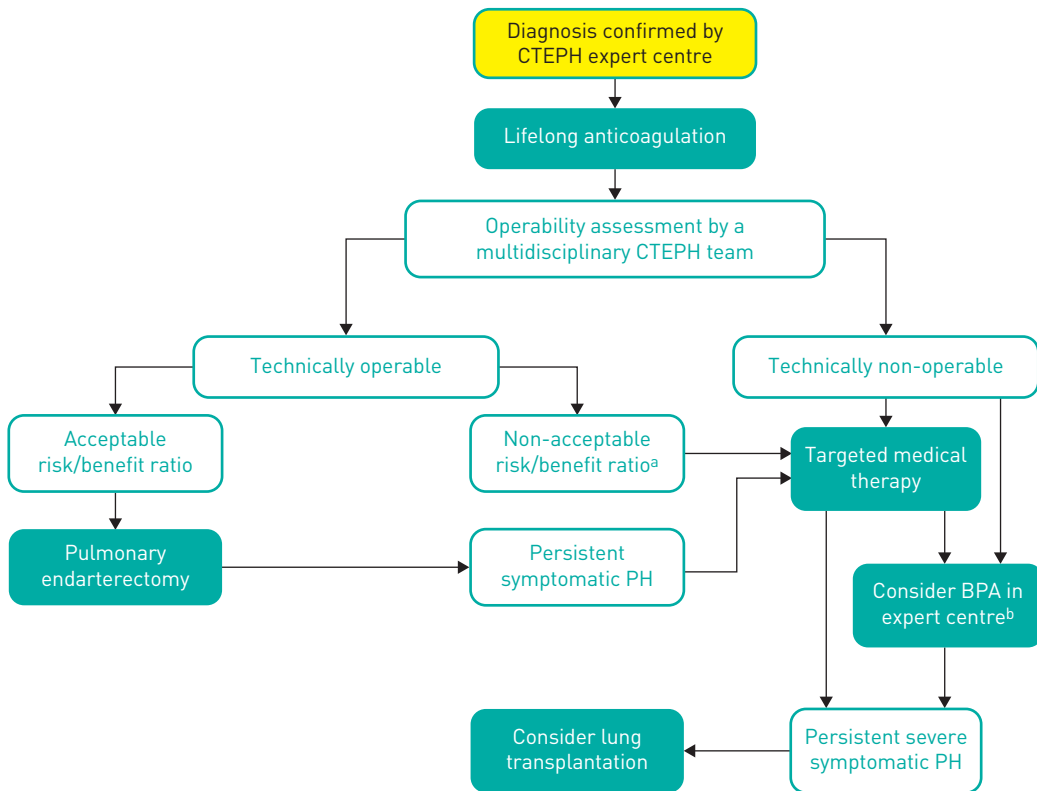 Diagnosis confirmed by
CTEPH expert centre
Lifelong anticoagulation
Operability assessment by a
multidisciplinary CTEPH team
Technically operable
Technically non-operable
Acceptable
risk/benefit ratio
Non-acceptable
risk/benefit ratioᵃ
Targeted medical
therapy
Pulmonary
endarterectomy
Persistent
symptomatic PH
Consider BPA in
expert centreᵇ
Consider lung
transplantation
Persistent severe
symptomatic PH